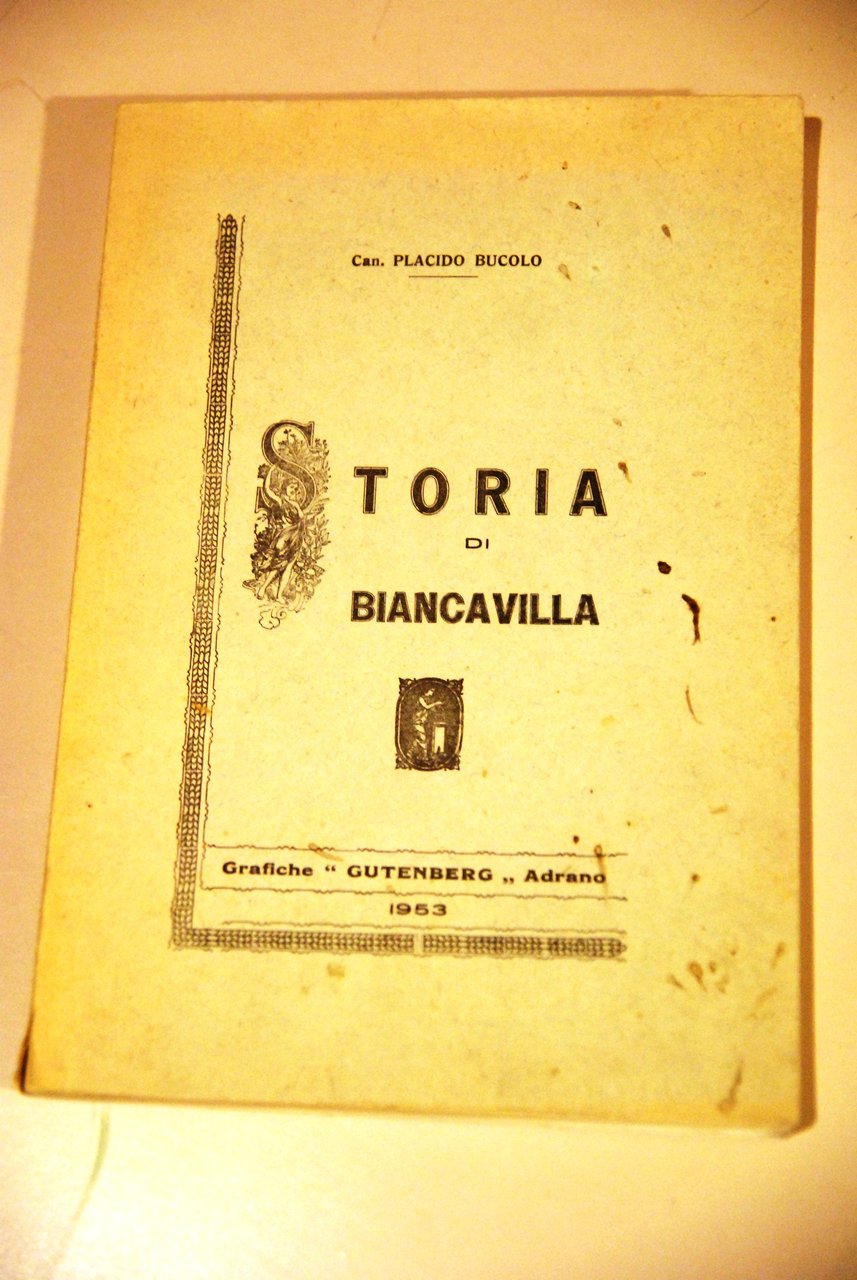 Can. PLACIDO BUCOLO
STORIA
DI
BIANCAVILLA
Grafiche “ GUTENBERG „ Adrano
1953